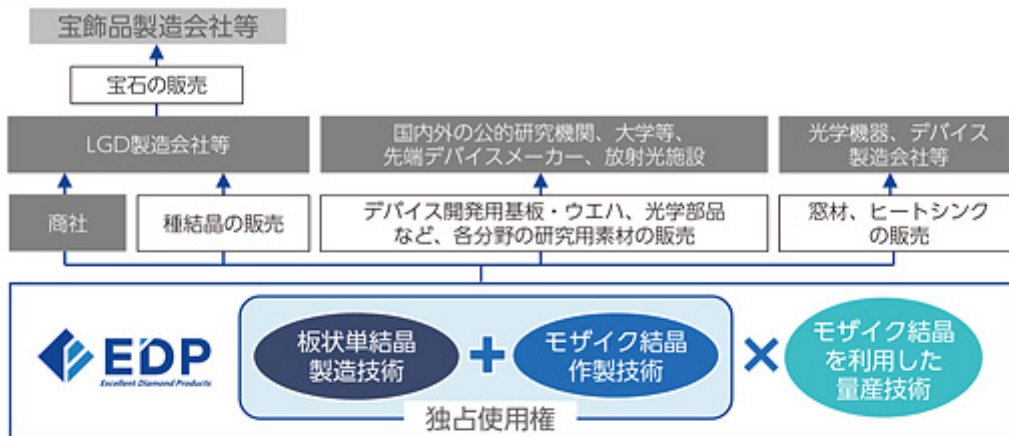 宝飾品製造会社等
宝石の販売
LGD製造会社等
国内外の公的研究機関、大学等、
先端デバイスメーカー、放射光施設
光学機器、デバイス
製造会社等
商社
種結晶の販売
デバイス開発用基板・ウエハ、光学部品
など、各分野の研究用素材の販売
窓材、ヒートシンク
の販売
EDP
Excellent Diamond Products
板状単結晶
製造技術
+
モザイク結晶
作製技術
×
モザイク結晶
を利用した
量産技術
独占使用権